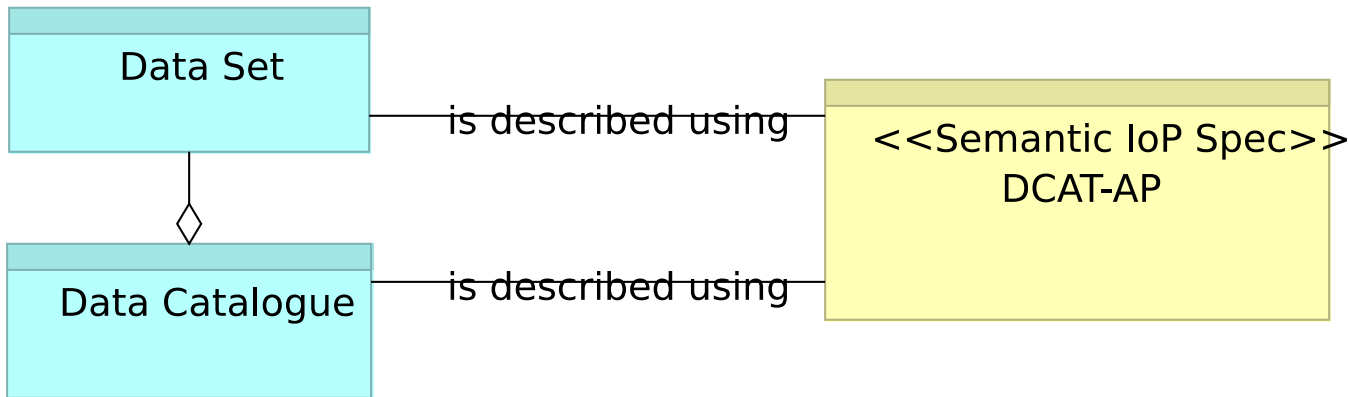 Data Set
is described using
<<Semantic IoP Spec>>
DCAT-AP
Data Catalogue
is described using